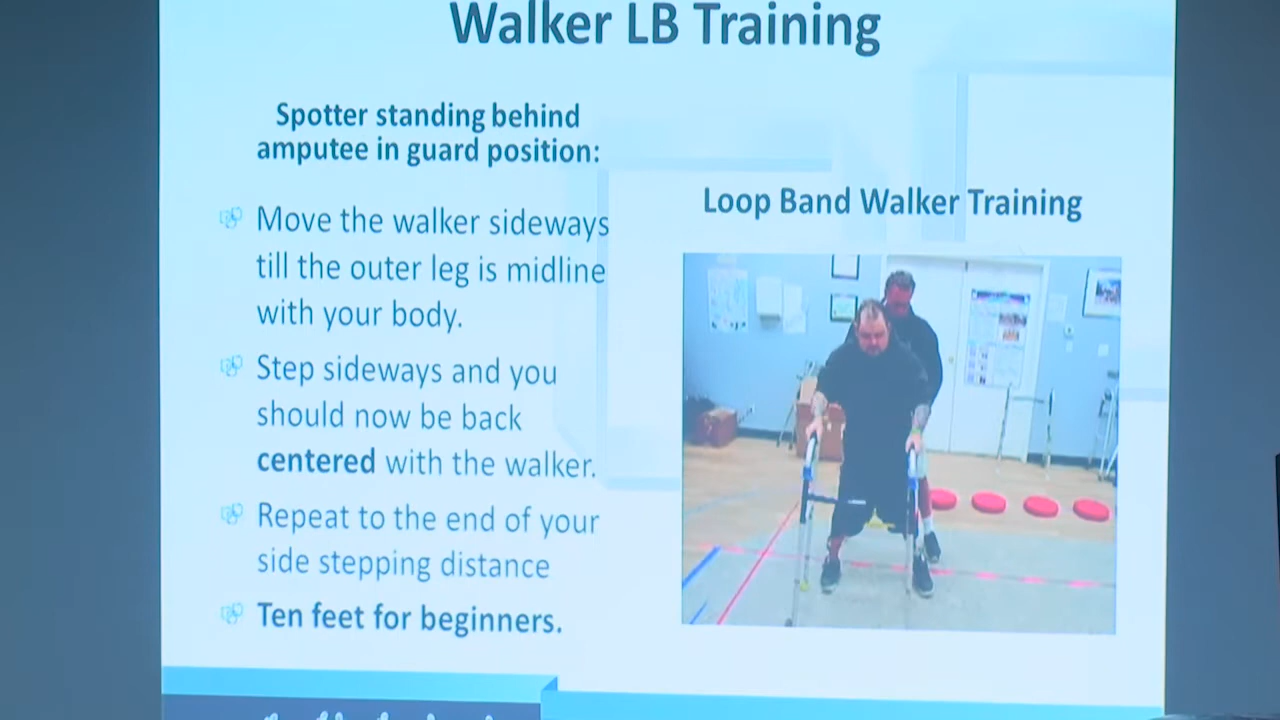 Walker LB Training
Spotter standing behind
amputee in guard position:
Move the walker sideways
till the outer leg is midline
with your body.
Step sideways and you
should now be back
centered with the walker.
Repeat to the end of your
side stepping distance
Ten feet for beginners.
Loop Band Walker Training